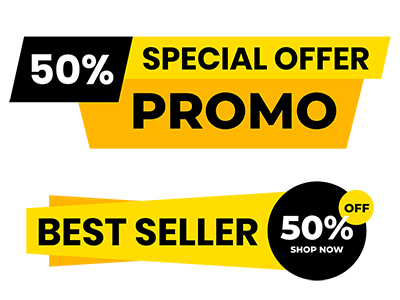 50% SPECIAL OFFER
PROMO
BEST SELLER
50%
OFF
SHOP NOW